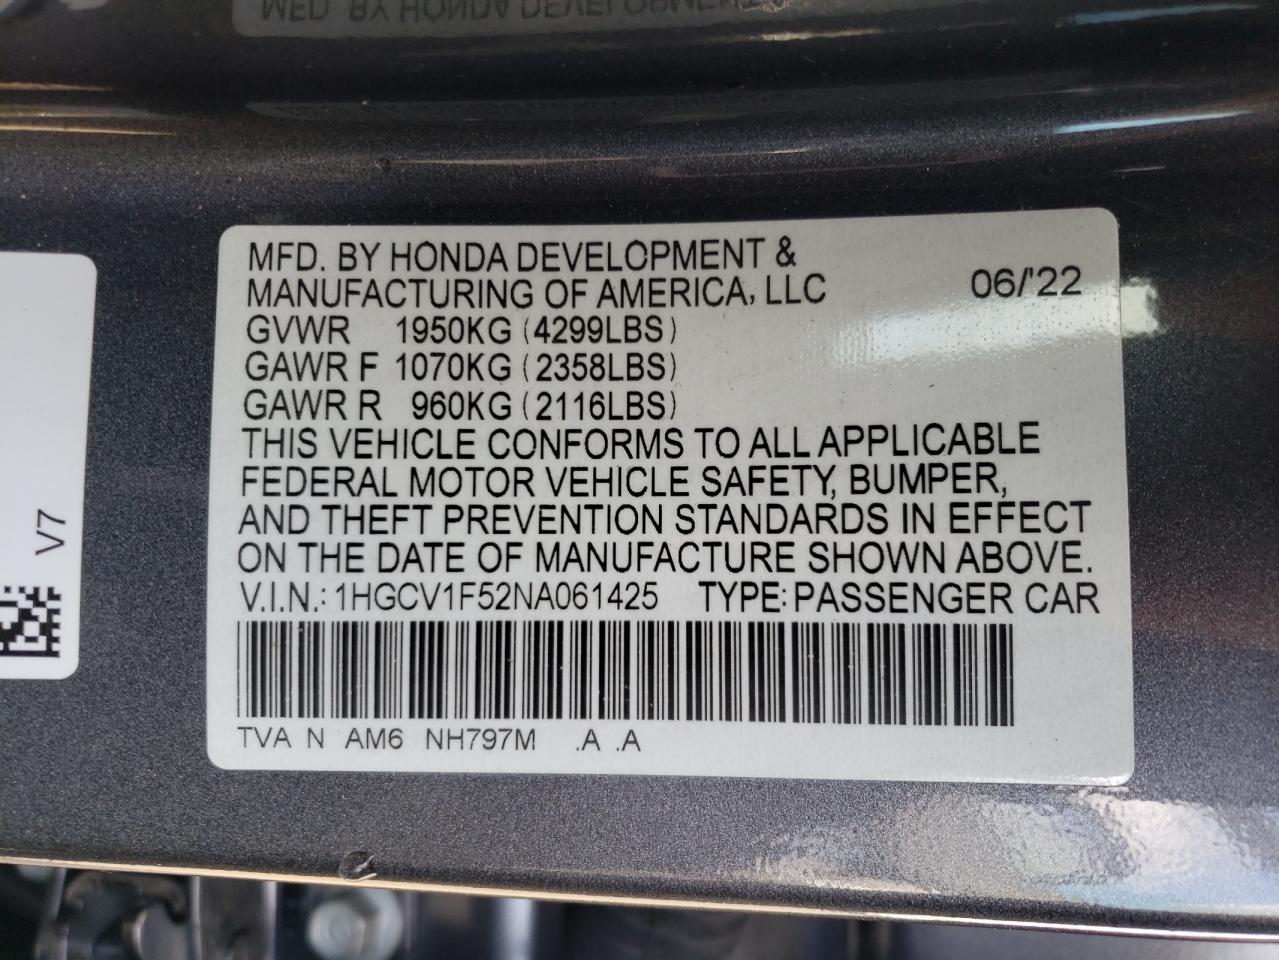 MFD. BY HONDA DEVELOPMENT &
MANUFACTURING OF AMERICA, LLC 06/'22
GVWR 1950KG (4299LBS)
GAWR F 1070KG (2358LBS)
GAWR R 960KG (2116LBS)
THIS VEHICLE CONFORMS TO ALL APPLICABLE
FEDERAL MOTOR VEHICLE SAFETY, BUMPER,
AND THEFT PREVENTION STANDARDS IN EFFECT
ON THE DATE OF MANUFACTURE SHOWN ABOVE.
V.I.N.: 1HGCV1F52NA061425 TYPE: PASSENGER CAR
TVA N AM6 NH797M .A .A
V7